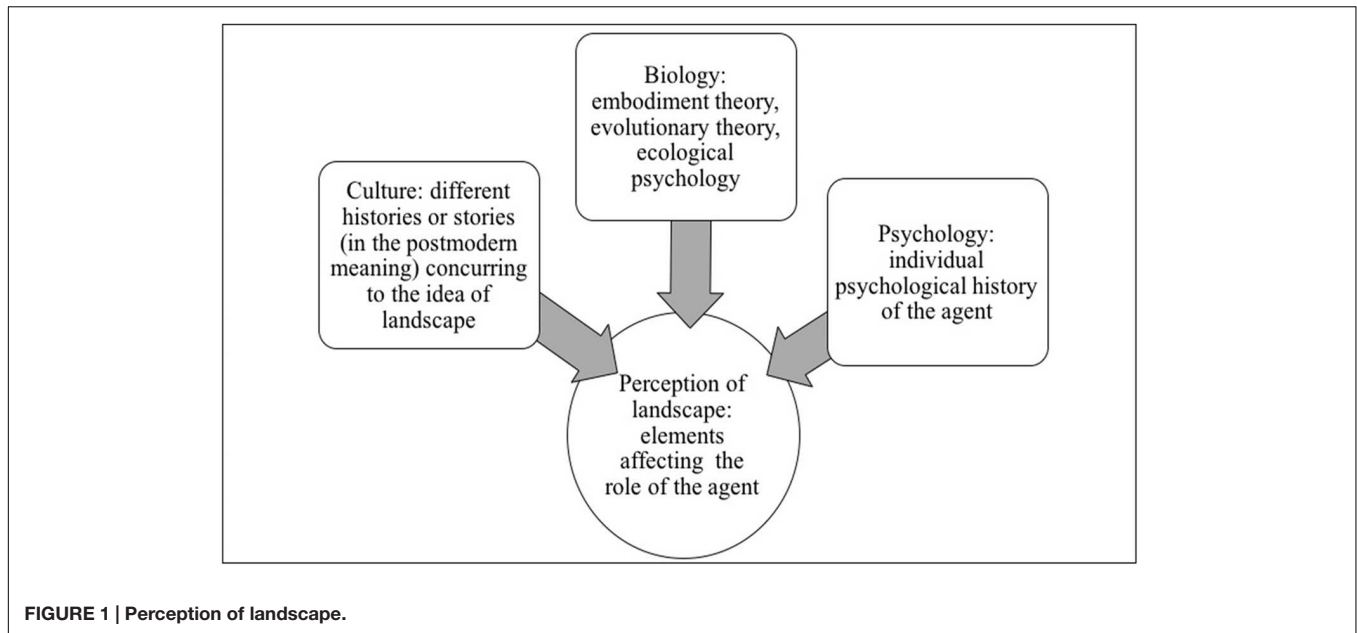 Biology:
embodiment theory,
evolutionary theory,
ecological
psychology
Culture: different
histories or stories
(in the postmodern
meaning) concurring
to the idea of
landscape
Psychology:
individual
psychological history
of the agent
Perception of
landscape:
elements
affecting the
role of the agent
FIGURE 1 | Perception of landscape.